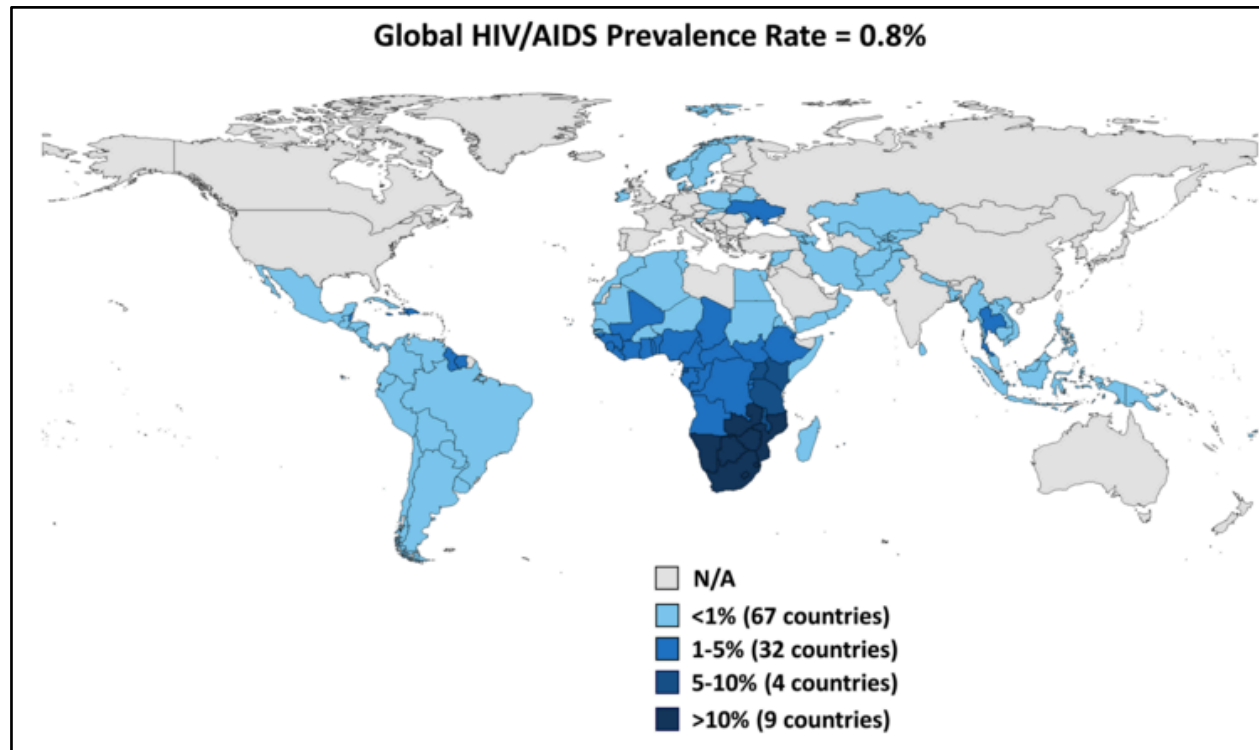 Global HIV/AIDS Prevalence Rate = 0.8%
N/A
<1% (67 countries)
1-5% (32 countries)
5-10% (4 countries)
>10% (9 countries)